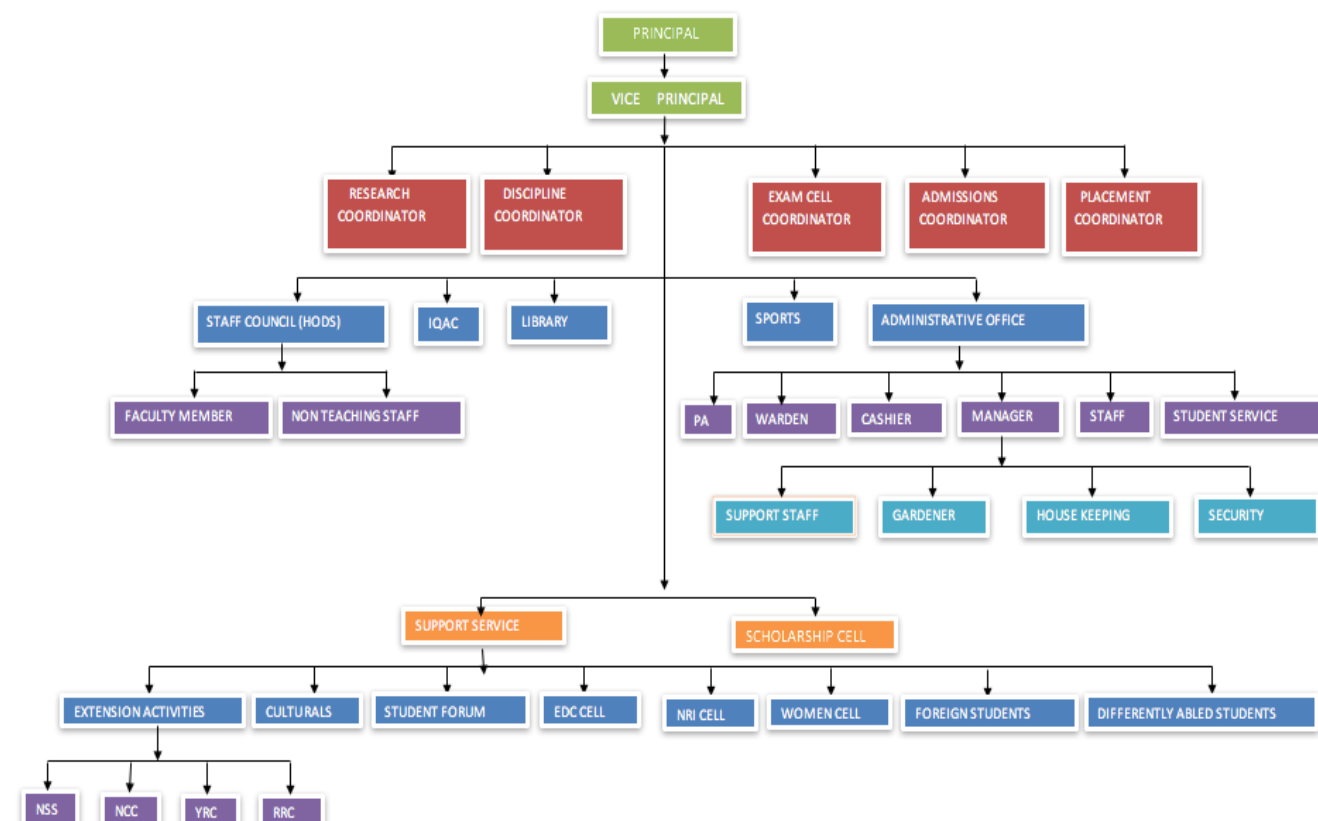 PRINCIPAL
VICE PRINCIPAL
RESEARCH
COORDINATOR
DISCIPLINE
COORDINATOR
EXAM CELL
COORDINATOR
ADMISSIONS
COORDINATOR
PLACEMENT
COORDINATOR
STAFF COUNCIL (HODS)
IQAC
LIBRARY
SPORTS
ADMINISTRATIVE OFFICE
FACULTY MEMBER
NON TEACHING STAFF
PA
WARDEN
CASHIER
MANAGER
STAFF
STUDENT SERVICE
SUPPORT STAFF
GARDENER
HOUSE KEEPING
SECURITY
SUPPORT SERVICE
SCHOLARSHIP CELL
EXTENSION ACTIVITIES
CULTURALS
STUDENT FORUM
EDC CELL
NRI CELL
WOMEN CELL
FOREIGN STUDENTS
DIFFERENTLY ABLED STUDENTS
NSS
NCC
YRC
RRC